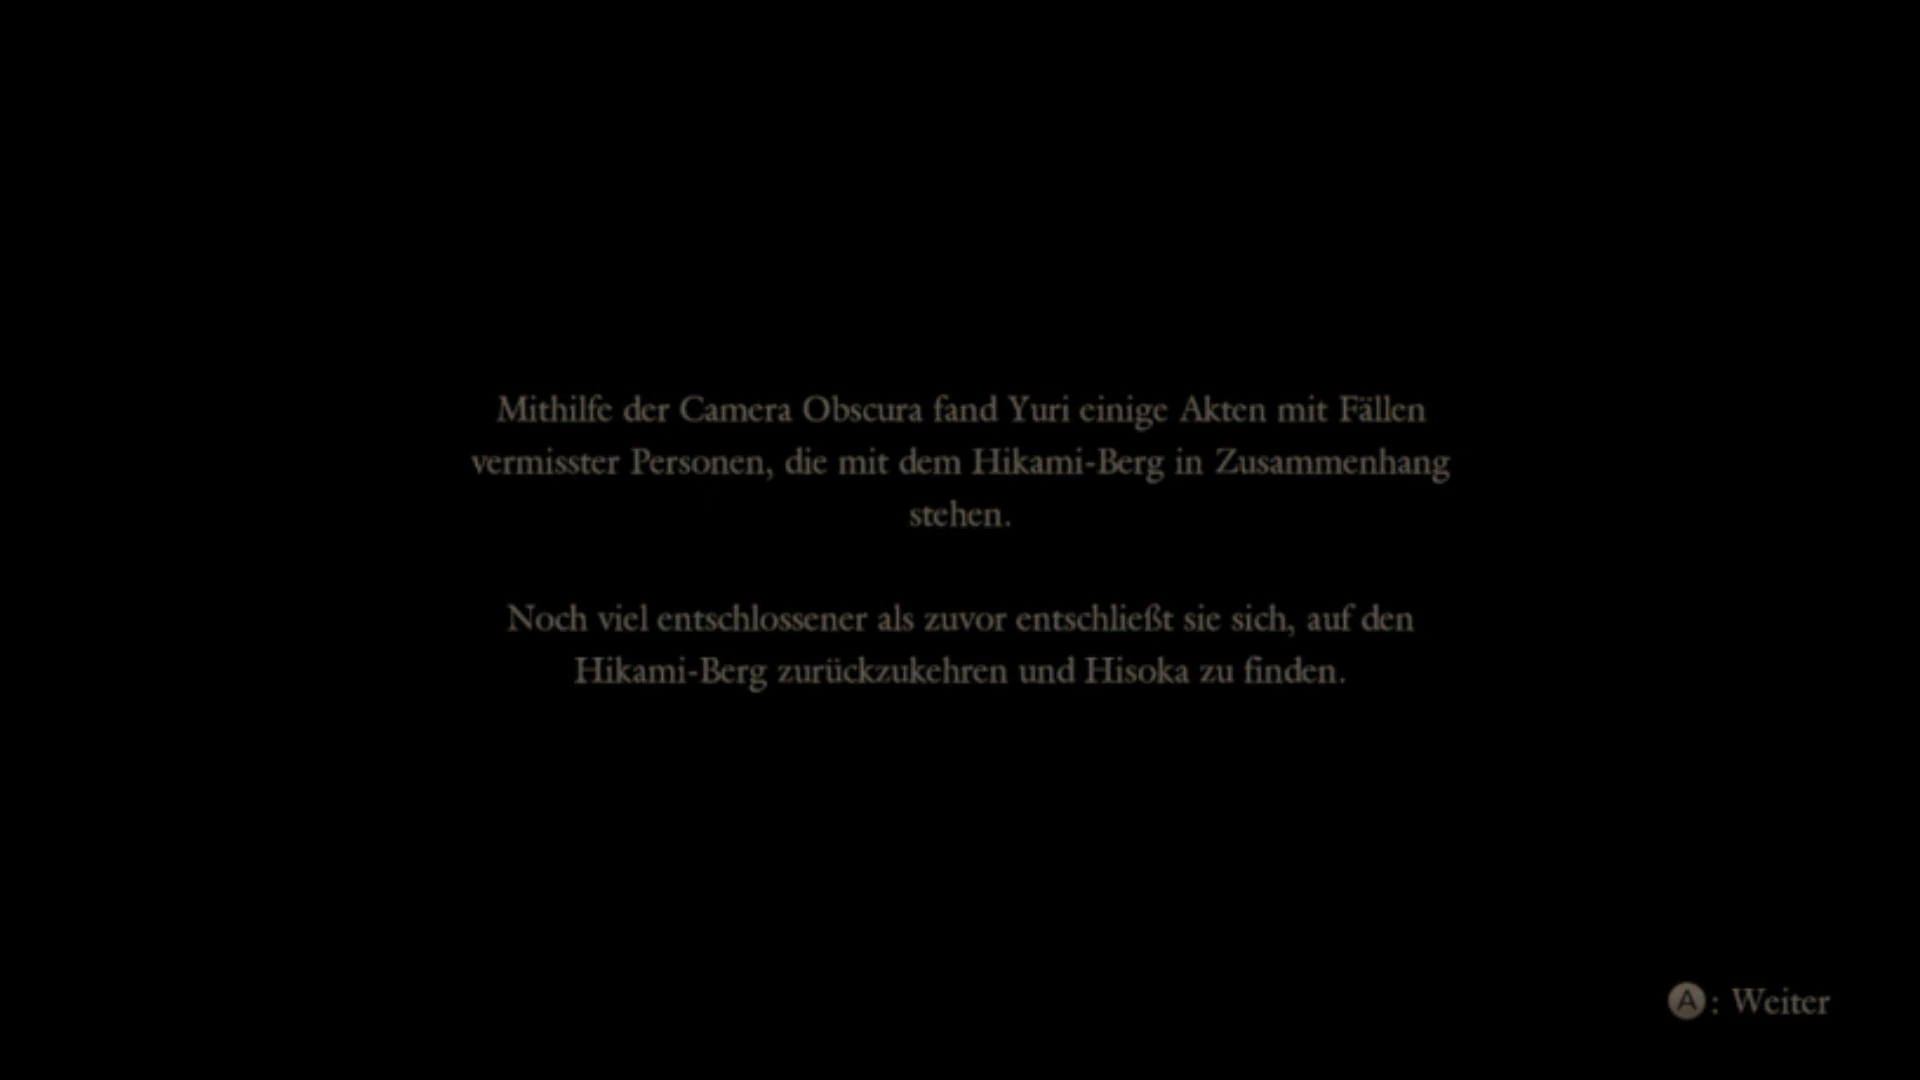 Mithilfe der Camera Obscura fand Yuri einige Akten mit Fällen
vermisster Personen, die mit dem Hikami-Berg in Zusammenhang
stehen.
Noch viel entschlossener als zuvor entschließt sie sich, auf den
Hikami-Berg zurückzukehren und Hisoka zu finden.
A: Weiter